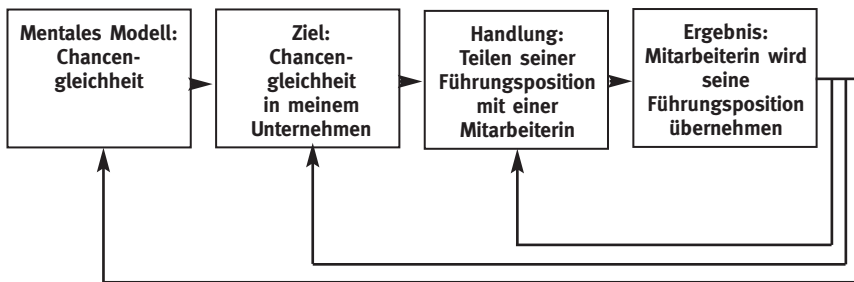 Mentales Modell:
Chancen-
gleichheit
Ziel:
Chancen-
gleichheit
in meinem
Unternehmen
Handlung:
Teilen seiner
Führungsposition
mit einer
Mitarbeiterin
Ergebnis:
Mitarbeiterin wird
seine
Führungsposition
übernehmen